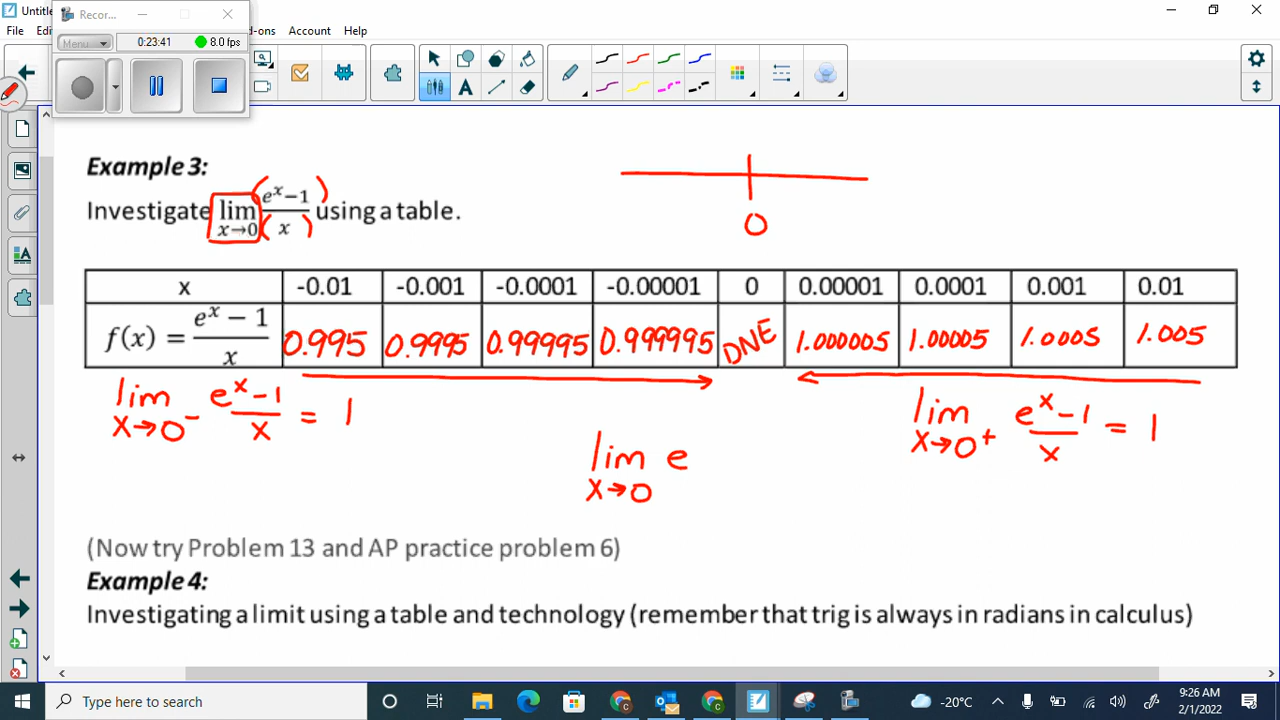 Untitle
Recor...
File Ed d-ons Account Help
Menu 0:23:41 8.0 fps
Example 3:
Investigate lim x→0 (e^x−1)/(x) using a table.
0
x -0.01 -0.001 -0.0001 -0.00001 0 0.00001 0.0001 0.001 0.01
f(x) = e^x − 1 / x 0.995 0.9995 0.99995 0.999995 DNE 1.000005 1.00005 1.0005 1.005
lim x→0⁻ e^x−1 / x = 1
lim x→0⁺ e^x−1 / x = 1
lim x→0 e
(Now try Problem 13 and AP practice problem 6)
Example 4:
Investigating a limit using a table and technology (remember that trig is always in radians in calculus)
Type here to search
-20°C
9:26 AM
2/1/2022